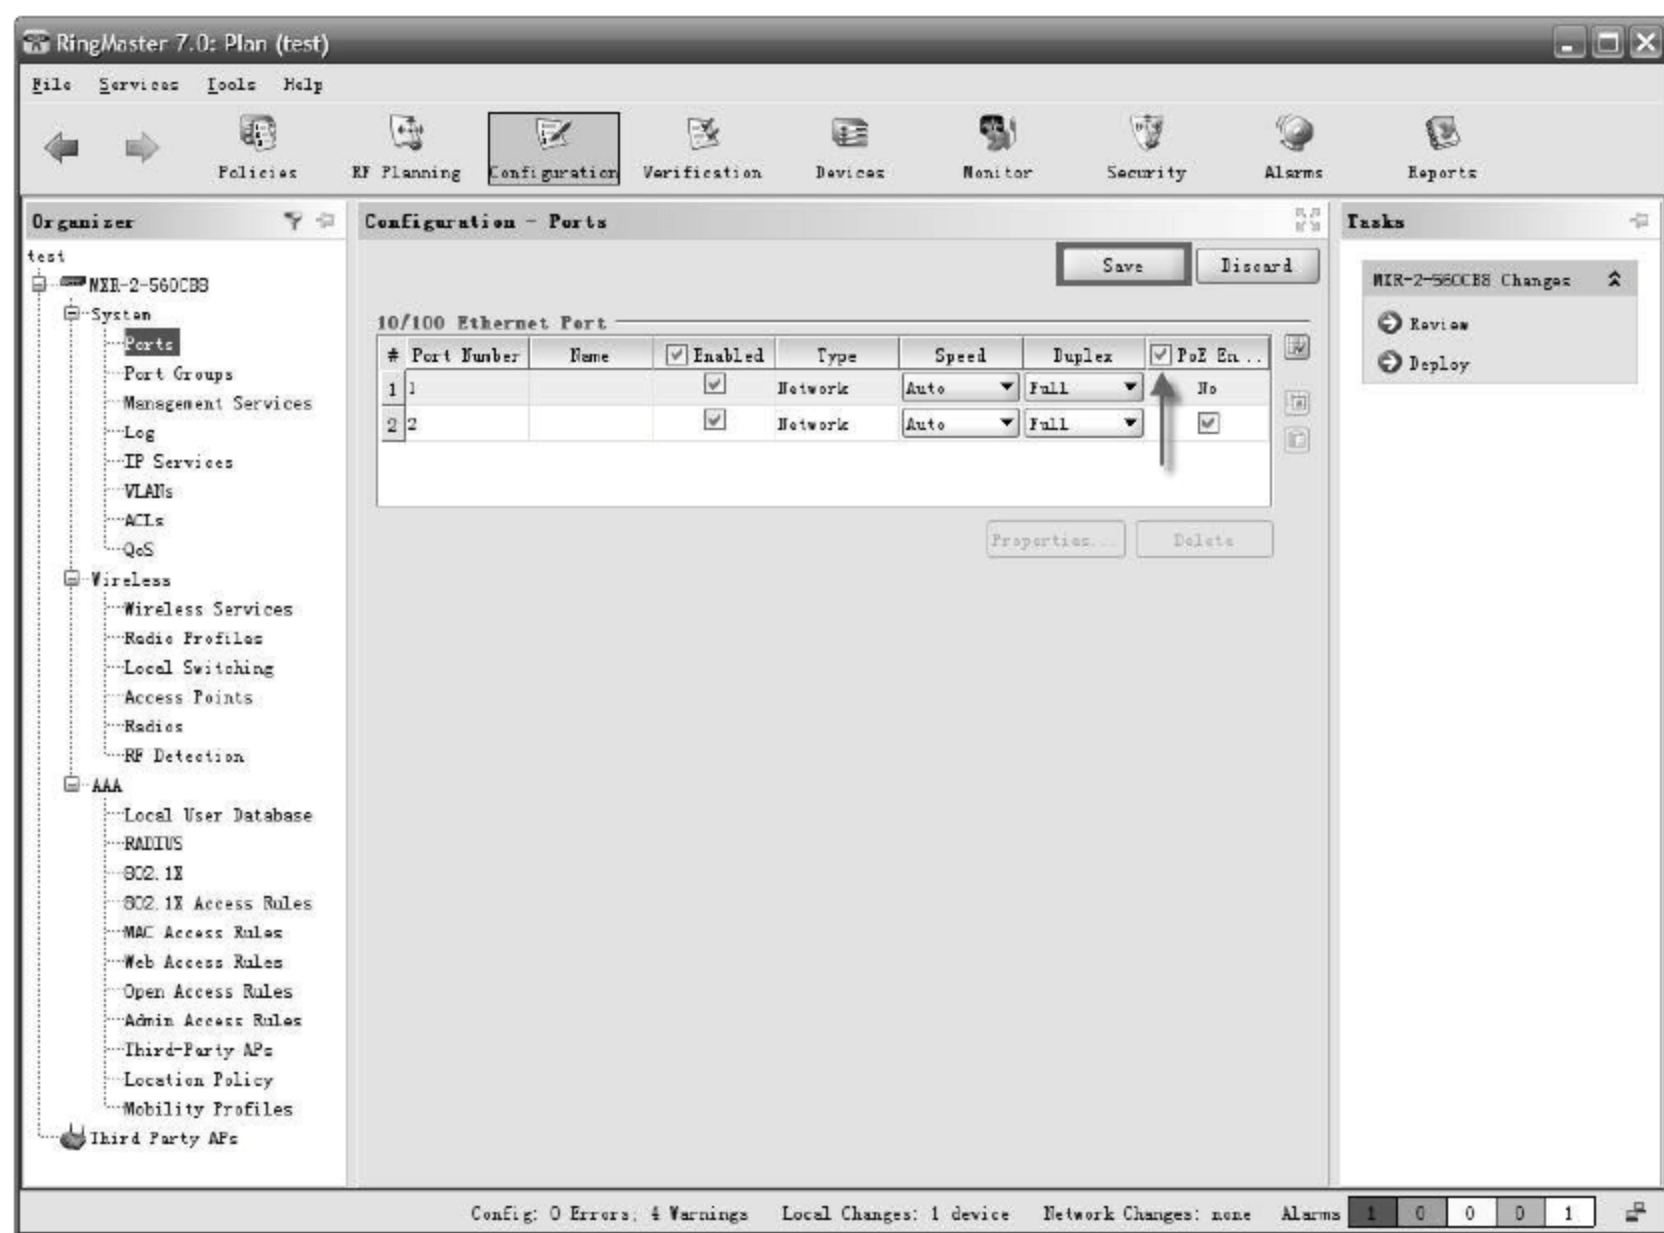 RingMaster 7.0: Plan (test)
File Services Tools Help
Policies RF Planning Configuration Verification Devices Monitor Security Alarms Reports
Organizer
test
MXR-2-560CB8
System
Ports
Port Groups
Management Services
Log
IP Services
VLANs
ACLs
QoS
Wireless
Wireless Services
Radio Profiles
Local Switching
Access Points
Radios
RF Detection
AAA
Local User Database
RADIUS
802.1X
802.1X Access Rules
MAC Access Rules
Web Access Rules
Open Access Rules
Admin Access Rules
Third-Party APs
Location Policy
Mobility Profiles
Third Party APs
Configuration - Ports
Save Discard
10/100 Ethernet Port
# Port Number Name Enabled Type Speed Duplex PoE En...
1 1 Network Auto Full No
2 2 Network Auto Full
Properties... Delete
Tasks
MXR-2-560CB8 Changes
Review
Deploy
Config: 0 Errors; 4 Warnings Local Changes: 1 device Network Changes: none Alarms 1 0 0 0 1